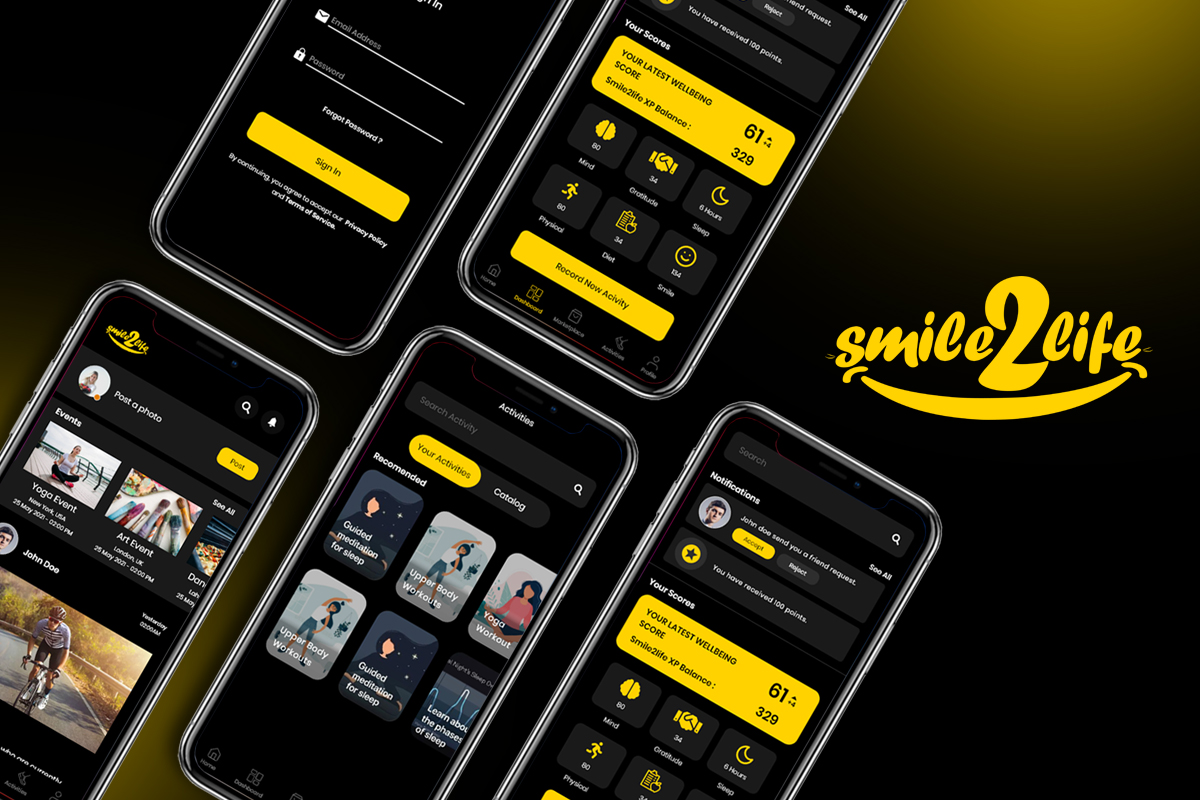 Sign In
Email Address
Password
Forgot Password ?
Sign In
By continuing, you agree to accept our Privacy Policy
and Terms of Service.
Reject
friend request.
See All
You have received 100 points.
Your Scores
YOUR LATEST WELLBEING
SCORE
61
+4
Smile2life XP Balance :
329
80
Mind
34
Gratitude
6 Hours
Sleep
80
Physical
34
Diet
134
Smile
Record New Acivity
Home
Dashboard
Marketplace
Activities
Profile
smile2life
smile2life
Post a photo
Post
Events
See All
Yoga Event
New York, USA
25 May 2021 - 02:00 PM
Art Event
London, UK
25 May 2021 - 02:00 PM
Dan
John Doe
Yesterday
02:00AM
who are currently
Activities
Activities
Search Activity
Your Activities
Catalog
Recomended
Guided
meditation
for sleep
Upper Body
Workouts
Yoga
Workout
Upper Body
Workouts
Guided
meditation
for sleep
Learn about
the phases
of sleep
Home
Dashboard
Search
Notifications
John doe send you a friend request.
Accept
Reject
See All
You have received 100 points.
Your Scores
YOUR LATEST WELLBEING
SCORE
61
+4
Smile2life XP Balance :
329
80
Mind
34
Gratitude
6 Hours
Sleep
80
Physical
34